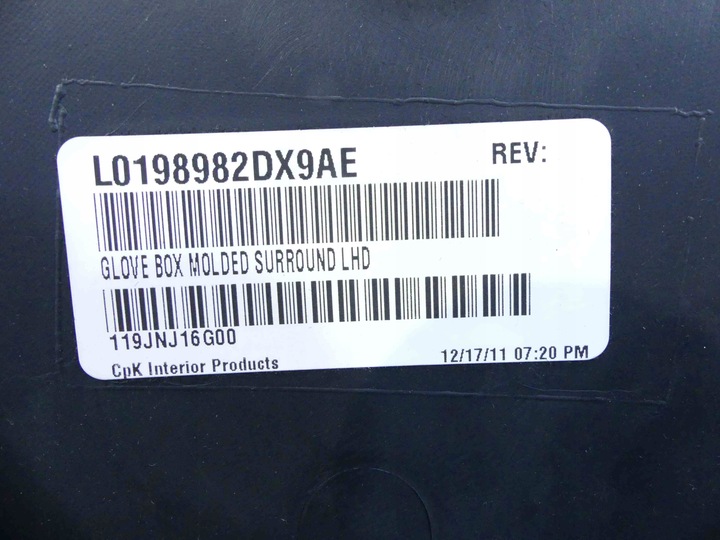 L0198982DX9AE REV:
GLOVE BOX MOLDED SURROUND LHD
119JNJ16G00
CpK Interior Products 12/17/11 07:20 PM